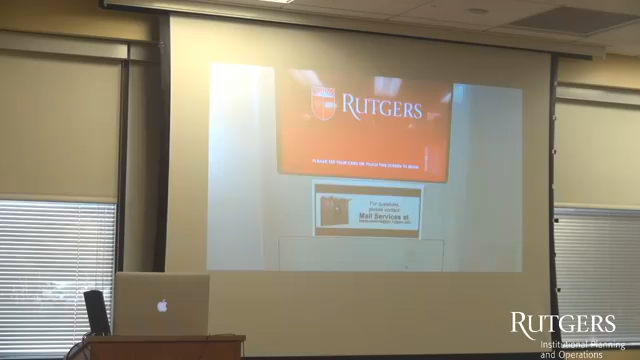 RUTGERS
PLEASE TAP YOUR CARD OR TOUCH THIS SCREEN TO BEGIN
For questions
please contact
Mail Services at
RUTGERS
Institutional Planning
and Operations